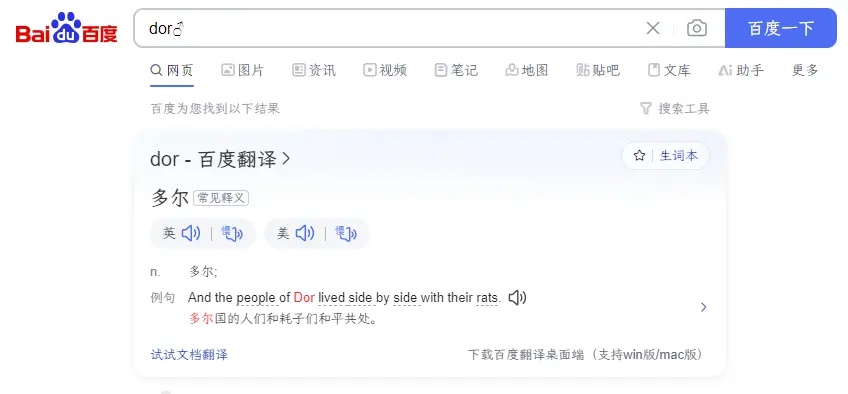 Bai du 百度 dor♂ 百度一下
网页 图片 资讯 视频 笔记 地图 贴吧 文库 助手 更多
百度为您找到以下结果 搜索工具
dor - 百度翻译 > 生词本
多尔 常见释义
英 慢 美 慢
n. 多尔;
例句 And the people of Dor lived side by side with their rats.
多尔国的人们和耗子们和平共处。
试试文档翻译 下载百度翻译桌面端（支持win版/mac版）